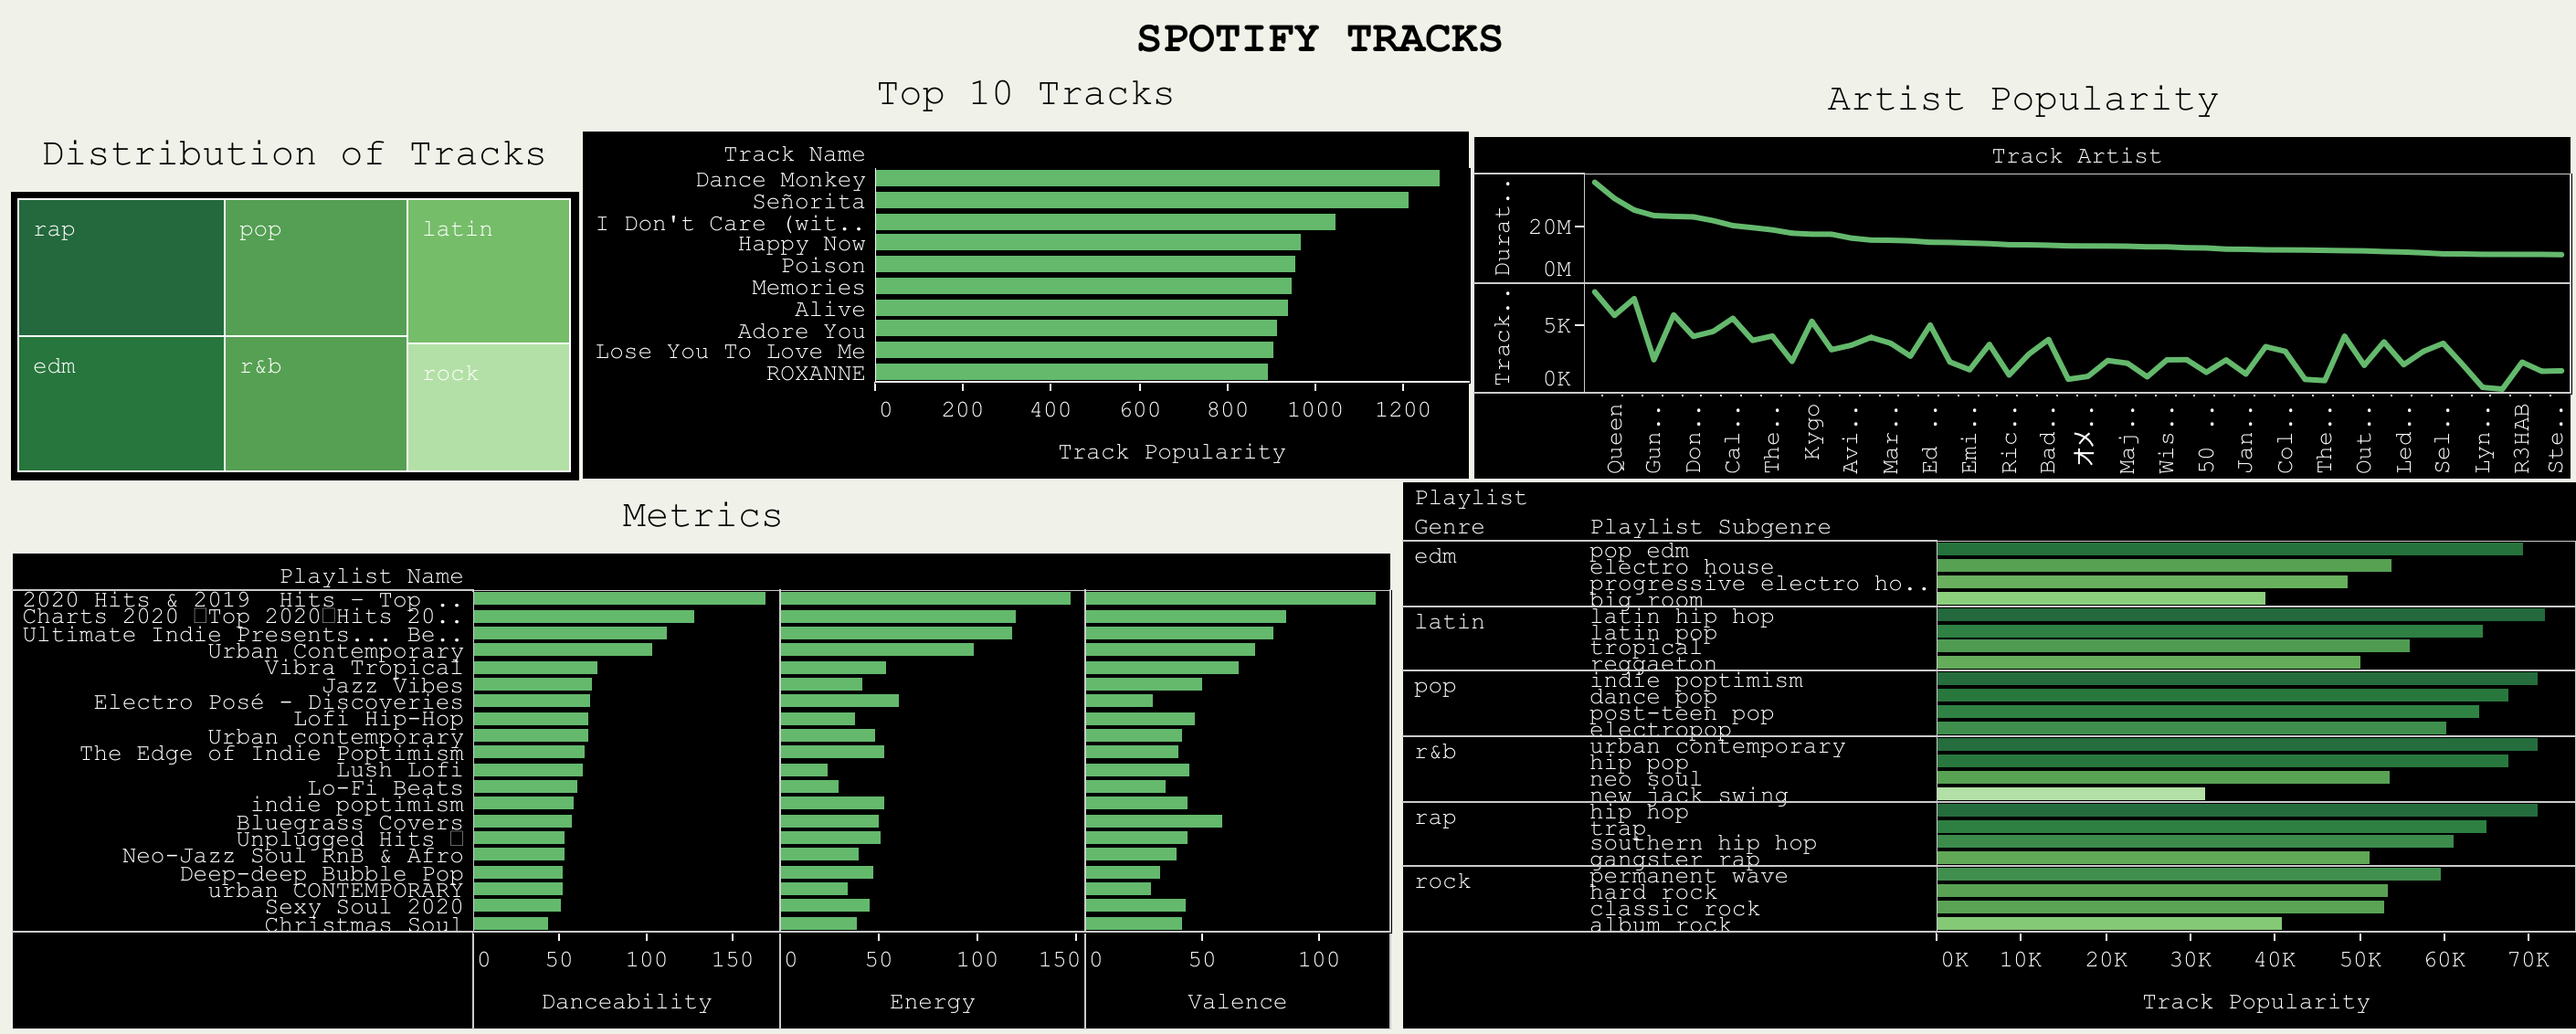 SPOTIFY TRACKS
Distribution of Tracks
rap
pop
latin
edm
r&b
rock
Top 10 Tracks
Track Name
Dance Monkey
Señorita
I Don't Care (wit..
Happy Now
Poison
Memories
Alive
Adore You
Lose You To Love Me
ROXANNE
0 200 400 600 800 1000 1200
Track Popularity
Artist Popularity
Track Artist
Durat..
20M
0M
Track..
5K
0K
Queen
Gun..
Don..
Cal..
The..
Kygo
Avi..
Mar..
Ed ..
Emi..
Ric..
Bad..
オメ..
Maj..
Wis..
50 ..
Jan..
Col..
The..
Out..
Led..
Sel..
Lyn..
R3HAB
Ste..
Metrics
Playlist Name
2020 Hits & 2019  Hits – Top ..
Charts 2020 □Top 2020□Hits 20..
Ultimate Indie Presents... Be..
Urban Contemporary
Vibra Tropical
Jazz Vibes
Electro Posé - Discoveries
Lofi Hip-Hop
Urban contemporary
The Edge of Indie Poptimism
Lush Lofi
Lo-Fi Beats
indie poptimism
Bluegrass Covers
Unplugged Hits □
Neo-Jazz Soul RnB & Afro
Deep-deep Bubble Pop
urban CONTEMPORARY
Sexy Soul 2020
Christmas Soul
0 50 100 150
Danceability
0 50 100 150
Energy
0 50 100
Valence
Playlist
Genre Playlist Subgenre
edm
pop edm
electro house
progressive electro ho..
big room
latin
latin hip hop
latin pop
tropical
reggaeton
pop
indie poptimism
dance pop
post-teen pop
electropop
r&b
urban contemporary
hip pop
neo soul
new jack swing
rap
hip hop
trap
southern hip hop
gangster rap
rock
permanent wave
hard rock
classic rock
album rock
0K 10K 20K 30K 40K 50K 60K 70K
Track Popularity